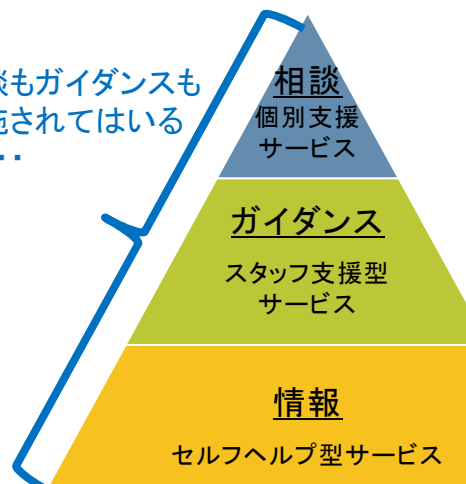 談もガイダンスも
施されてはいる
・・
相談
個別支援
サービス
ガイダンス
スタッフ支援型
サービス
情報
セルフヘルプ型サービス